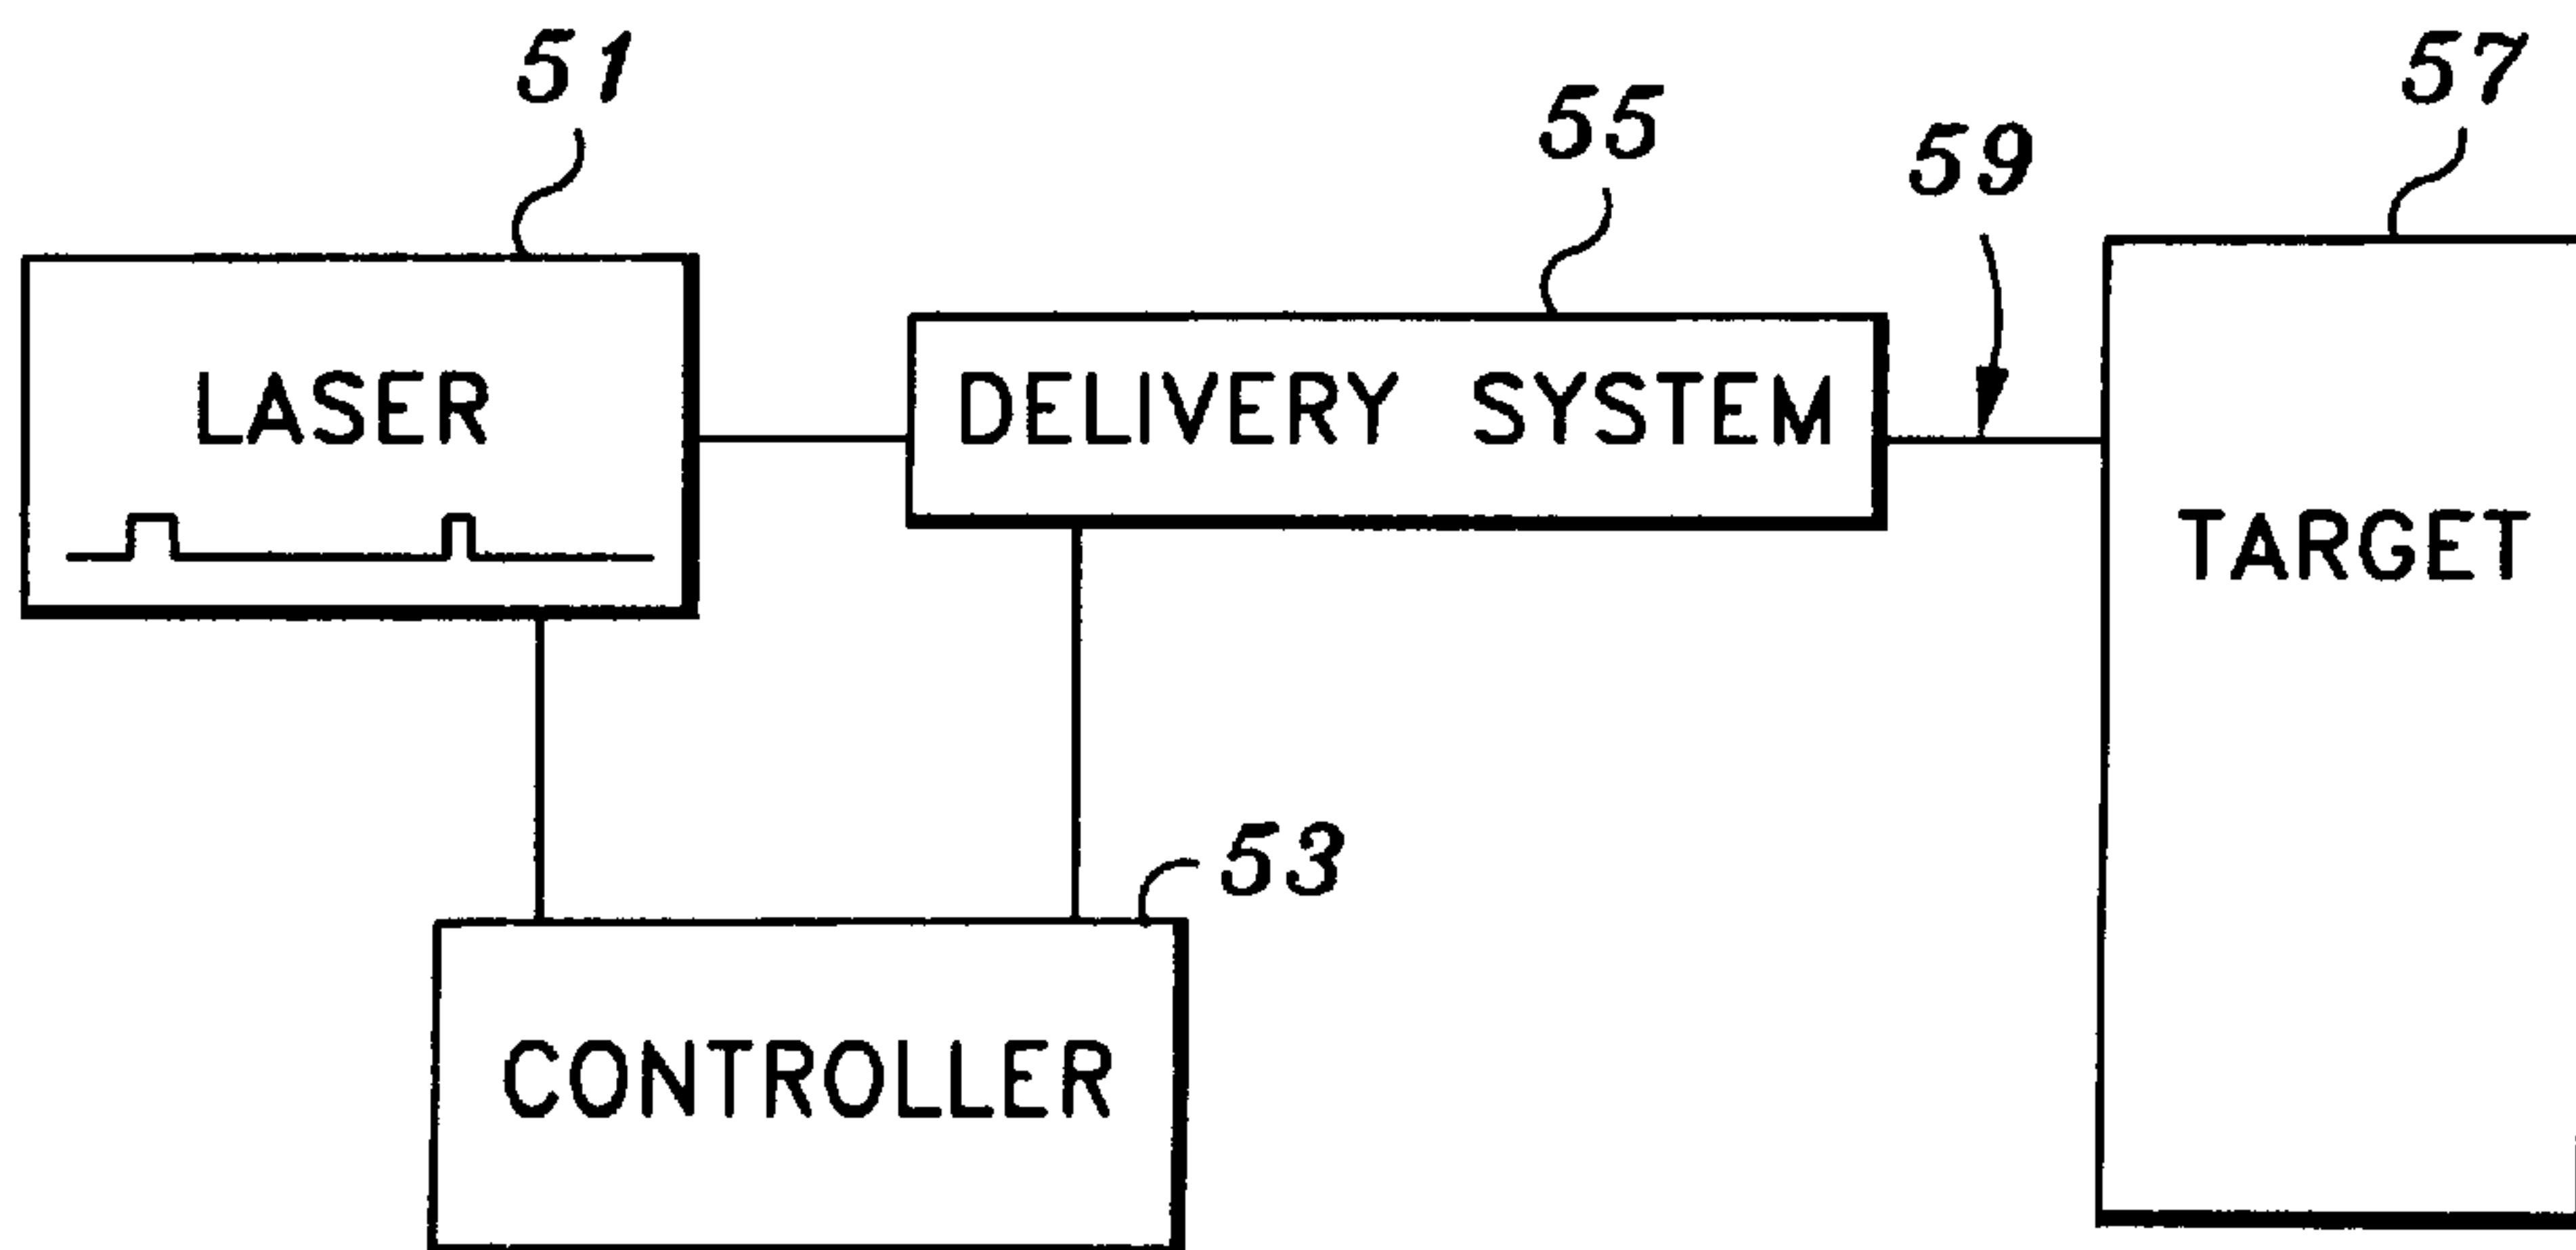 51
57
55
59
LASER
DELIVERY SYSTEM
TARGET
53
CONTROLLER